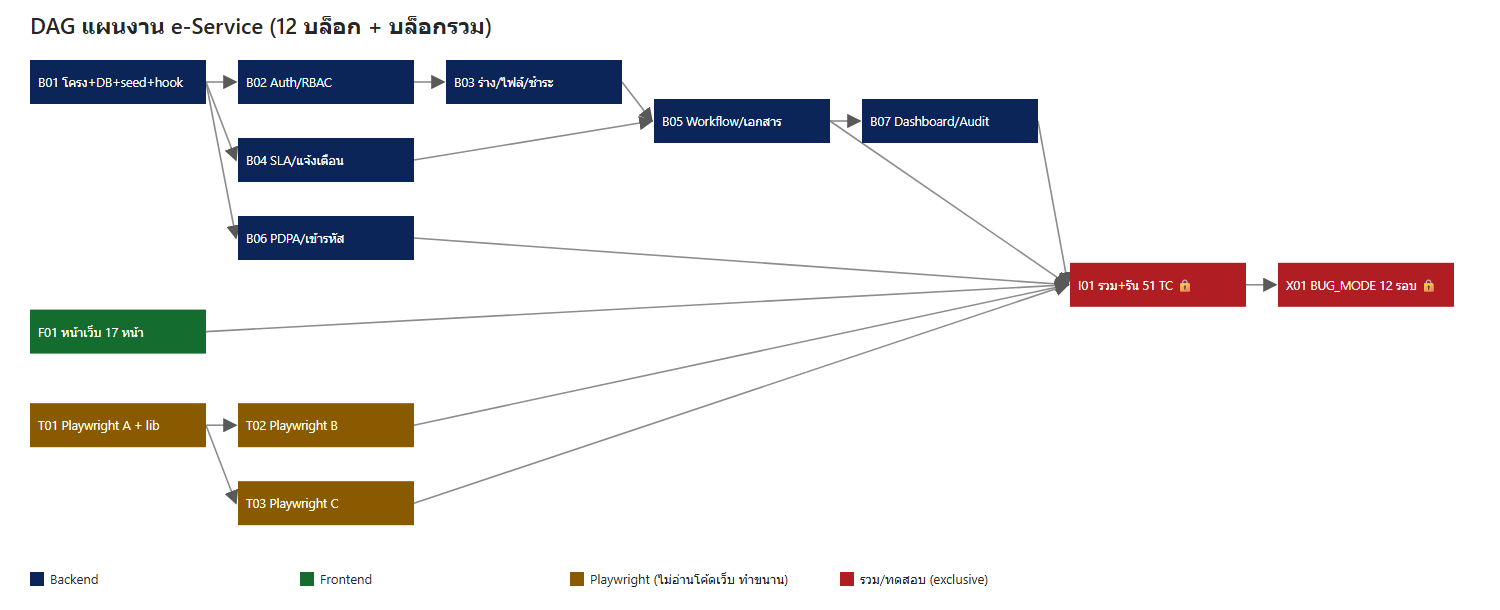 DAG แผนงาน e-Service (12 บล็อก + บล็อกรวม)
B01 โครง+DB+seed+hook
B02 Auth/RBAC
B03 ร่าง/ไฟล์/ชำระ
B05 Workflow/เอกสาร
B07 Dashboard/Audit
B04 SLA/แจ้งเตือน
B06 PDPA/เข้ารหัส
I01 รวม+รัน 51 TC 🔒
X01 BUG_MODE 12 รอบ 🔒
F01 หน้าเว็บ 17 หน้า
T01 Playwright A + lib
T02 Playwright B
T03 Playwright C
Backend
Frontend
Playwright (ไม่อ่านโค้ดเว็บ ทำขนาน)
รวม/ทดสอบ (exclusive)